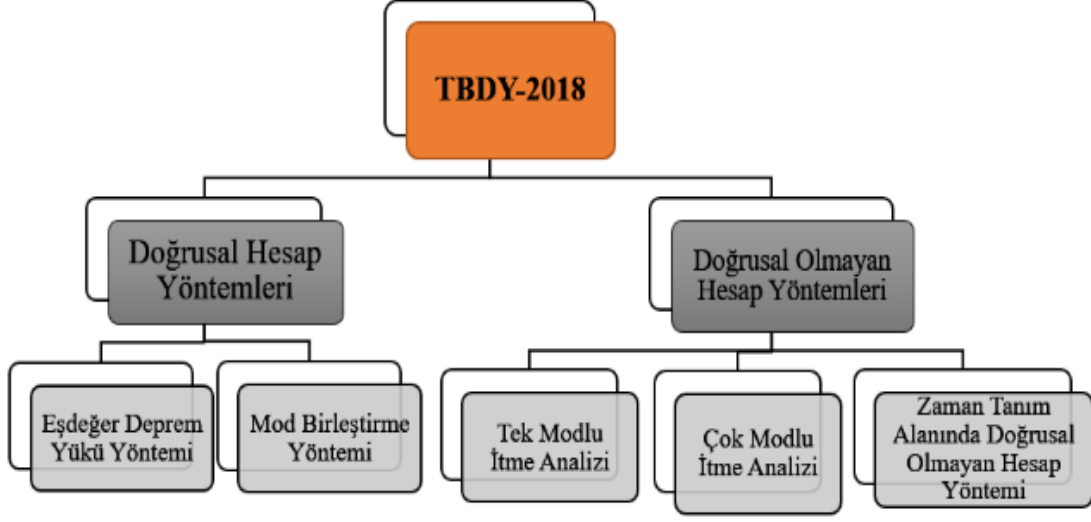 TBDY-2018
Doğrusal Hesap
Yöntemleri
Doğrusal Olmayan
Hesap Yöntemleri
Eşdeğer Deprem
Yükü Yöntemi
Mod Birleştirme
Yöntemi
Tek Modlu
İtme Analizi
Çok Modlu
İtme Analizi
Zaman Tanım
Alanında Doğrusal
Olmayan Hesap
Yöntemi